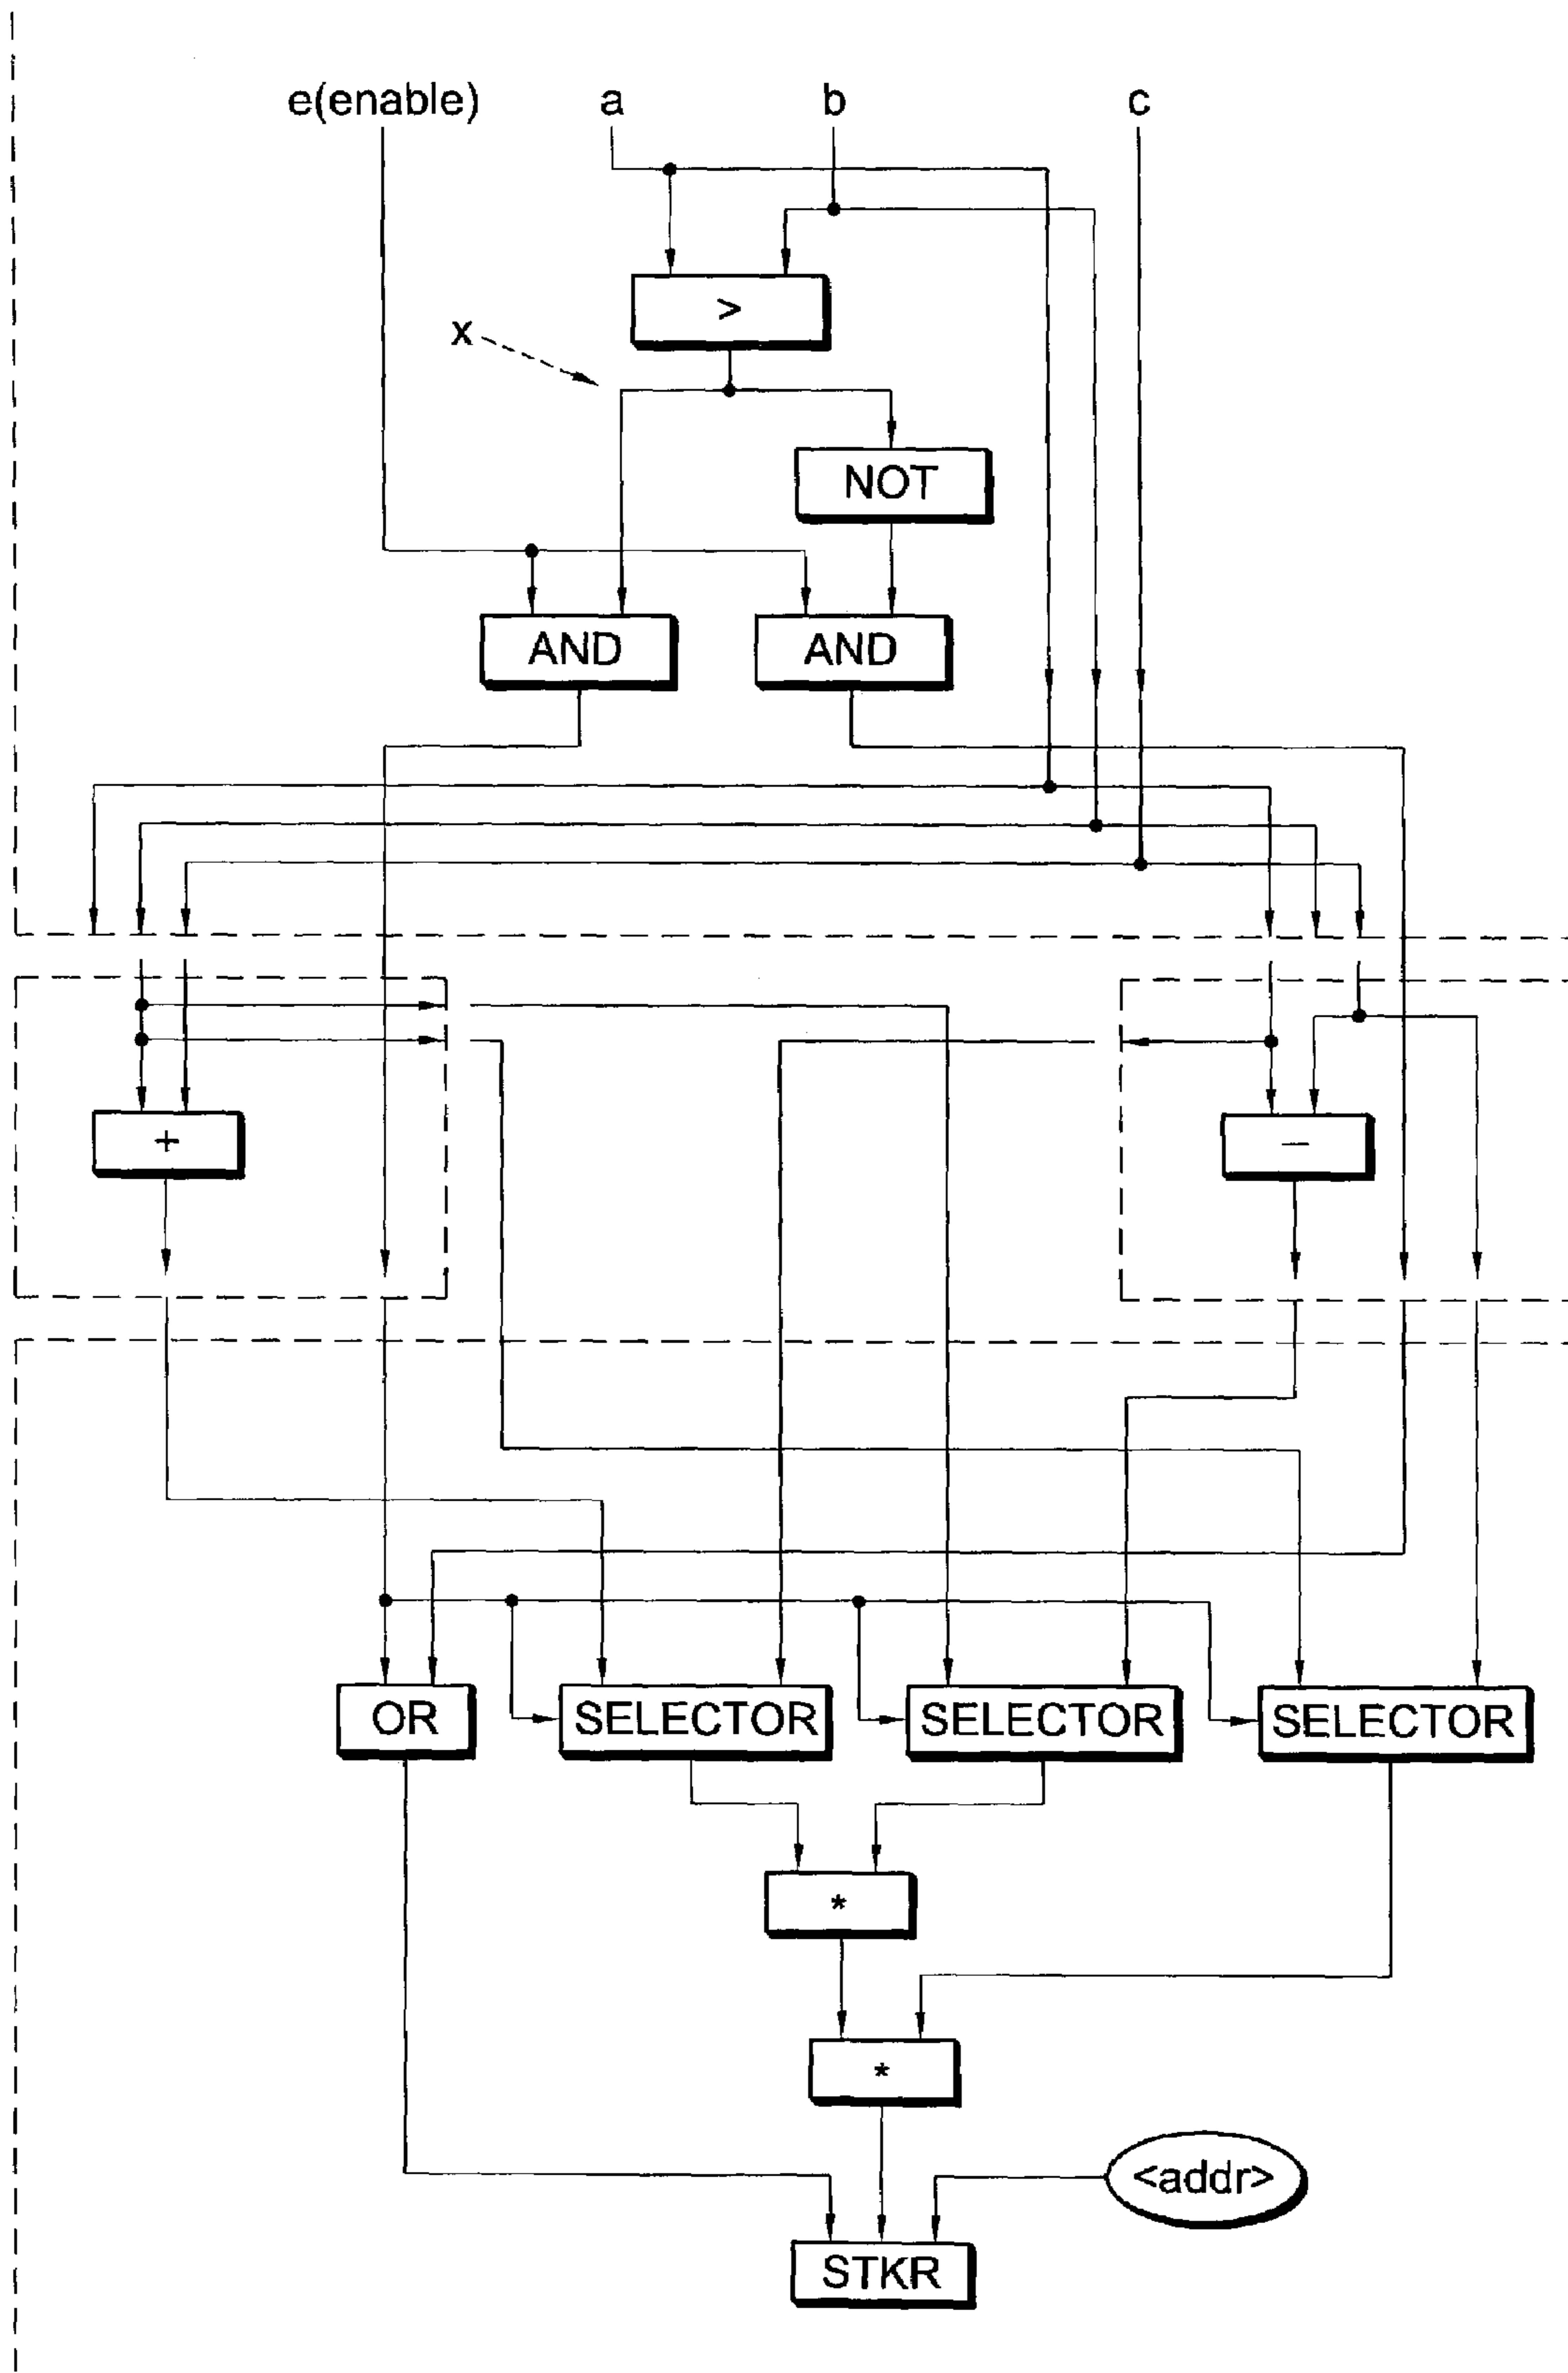 e(enable) a b c
>
x
NOT
AND AND
+ −
OR SELECTOR SELECTOR SELECTOR
*
*
<addr>
STKR